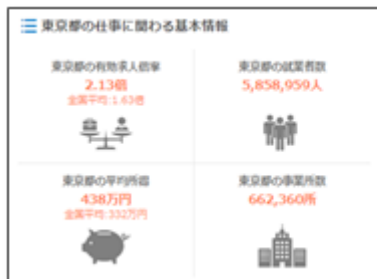 東京都の仕事に関わる基本情報
東京都の有効求人倍率
2.13倍
全国平均:1.63倍
東京都の就業者数
5,858,959人
東京都の平均所得
438万円
全国平均:332万円
東京都の事業所数
662,360所